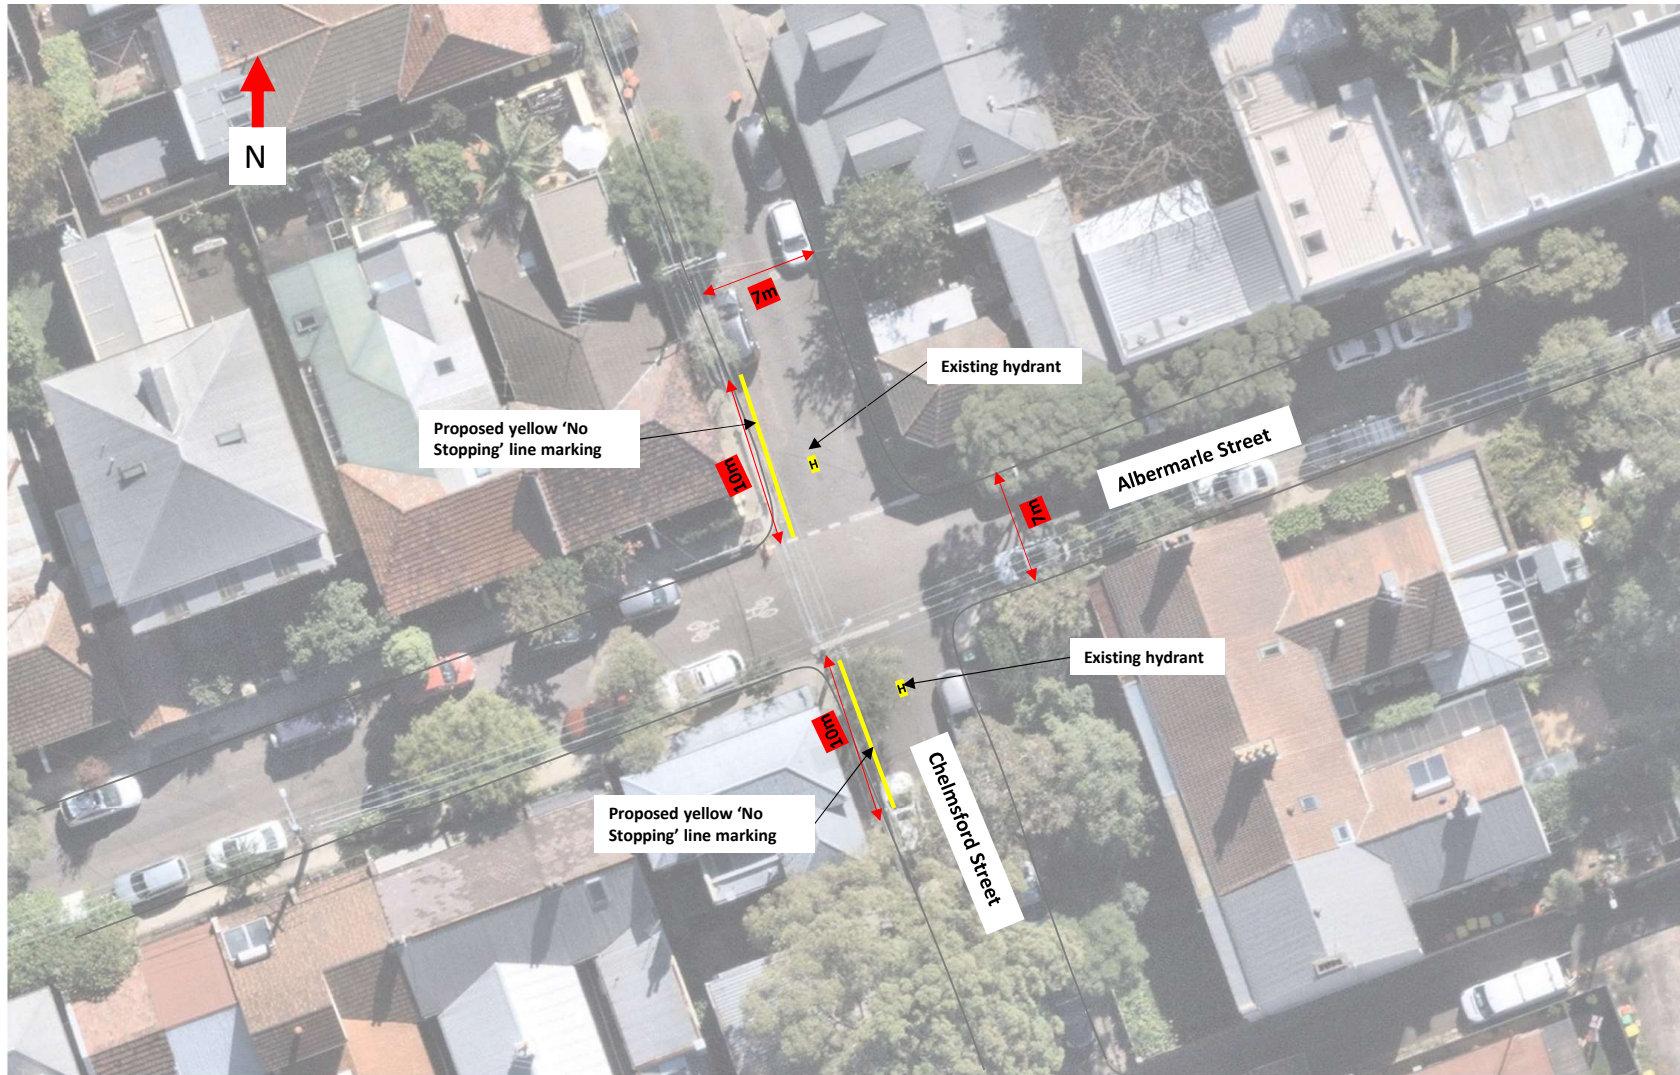 N
7m
Existing hydrant
Proposed yellow ‘No
Stopping’ line marking
Albermarle Street
H
10m
7m
Existing hydrant
H
10m
Chelmsford Street
Proposed yellow ‘No
Stopping’ line marking